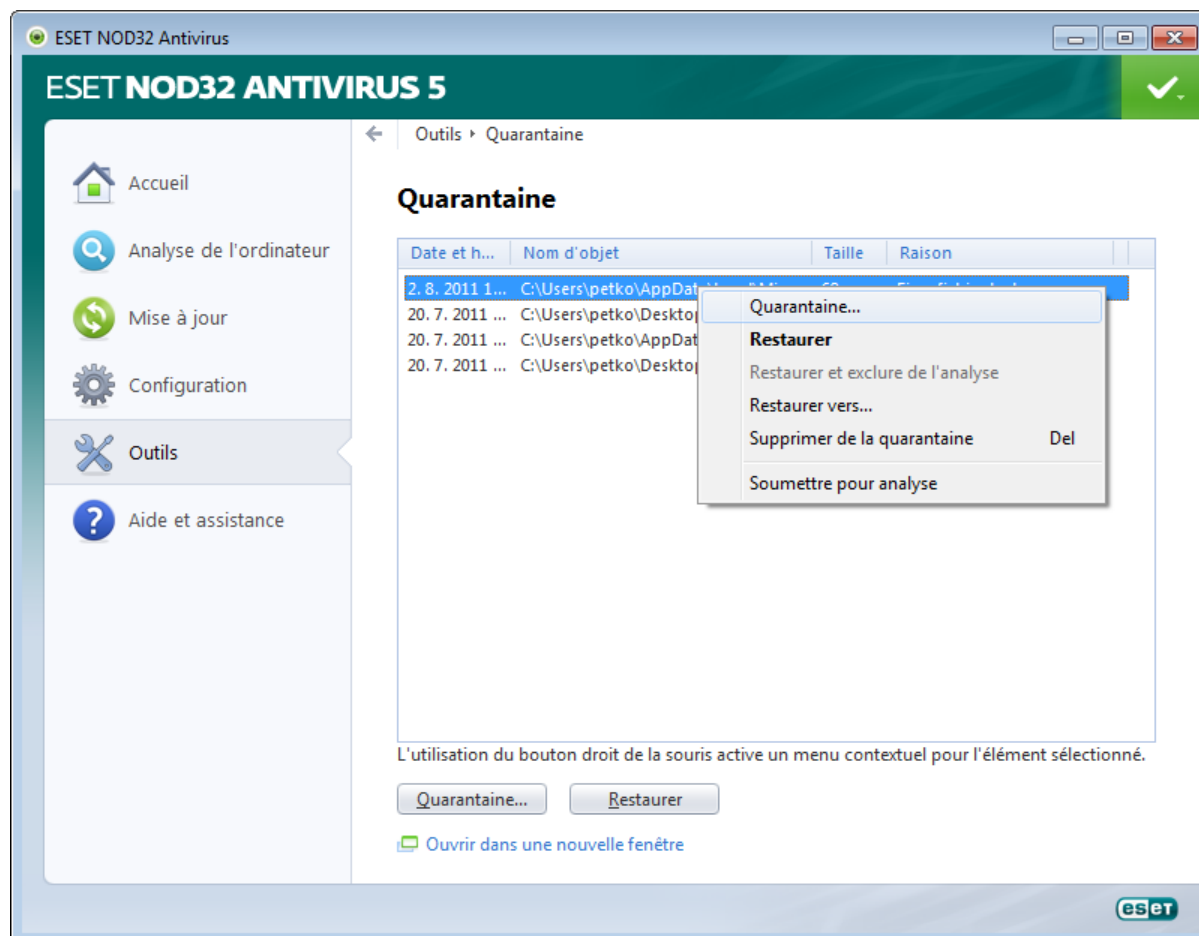 ESET NOD32 Antivirus
ESET NOD32 ANTIVIRUS 5
Outils ▸ Quarantaine
Accueil
Analyse de l'ordinateur
Mise à jour
Configuration
Outils
Aide et assistance
Quarantaine
Date et h... Nom d'objet Taille Raison
2. 8. 2011 1... C:\Users\petko\AppDat
20. 7. 2011 ... C:\Users\petko\Desktop
20. 7. 2011 ... C:\Users\petko\AppDat
20. 7. 2011 ... C:\Users\petko\Desktop
Quarantaine...
Restaurer
Restaurer et exclure de l'analyse
Restaurer vers...
Supprimer de la quarantaine Del
Soumettre pour analyse
L'utilisation du bouton droit de la souris active un menu contextuel pour l'élément sélectionné.
Quarantaine... Restaurer
Ouvrir dans une nouvelle fenêtre
eset